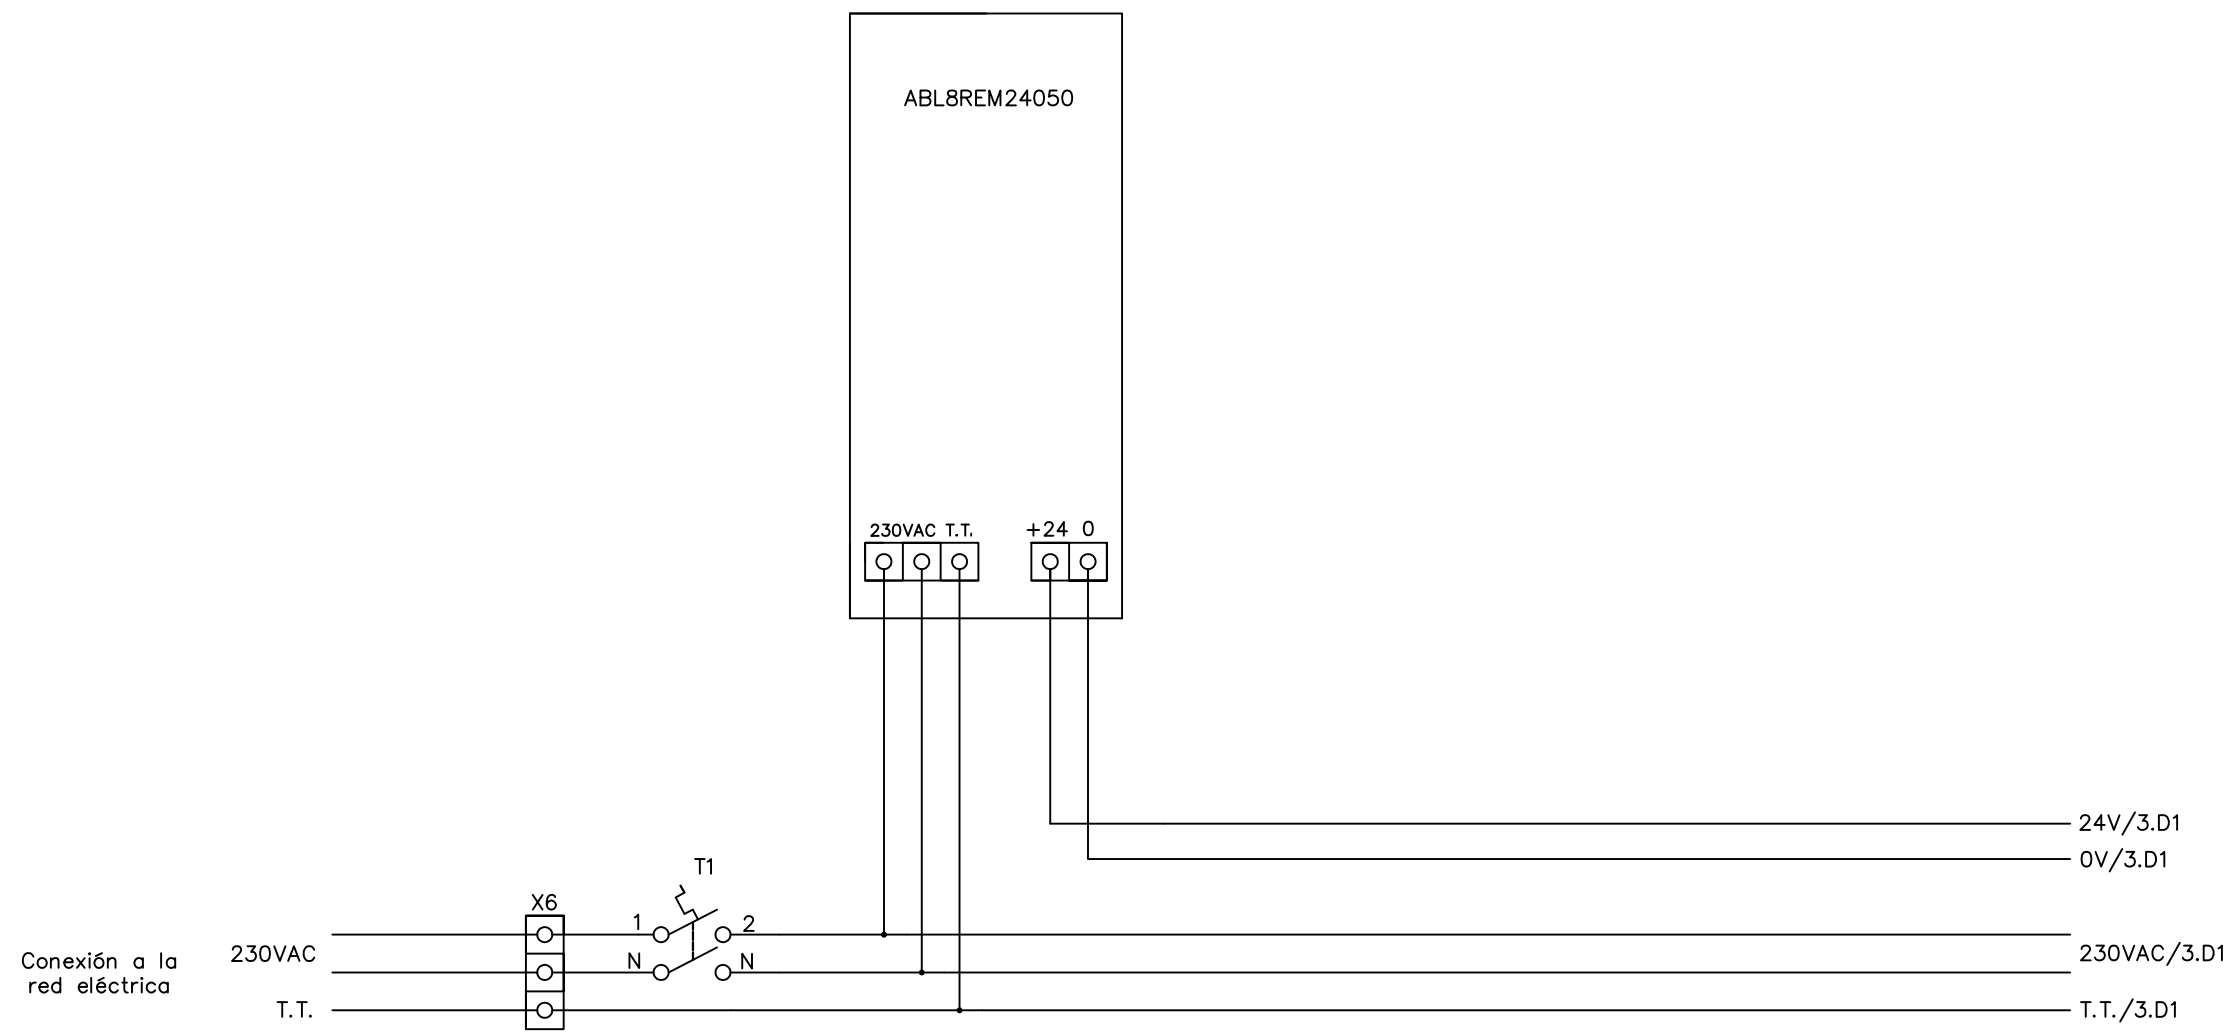 ABL8REM24050
230VAC T.T. +24 0
24V/3.D1
0V/3.D1
T1
X6
1 2
230VAC 230VAC/3.D1
Conexión a la
red eléctrica
N N
T.T. T.T./3.D1